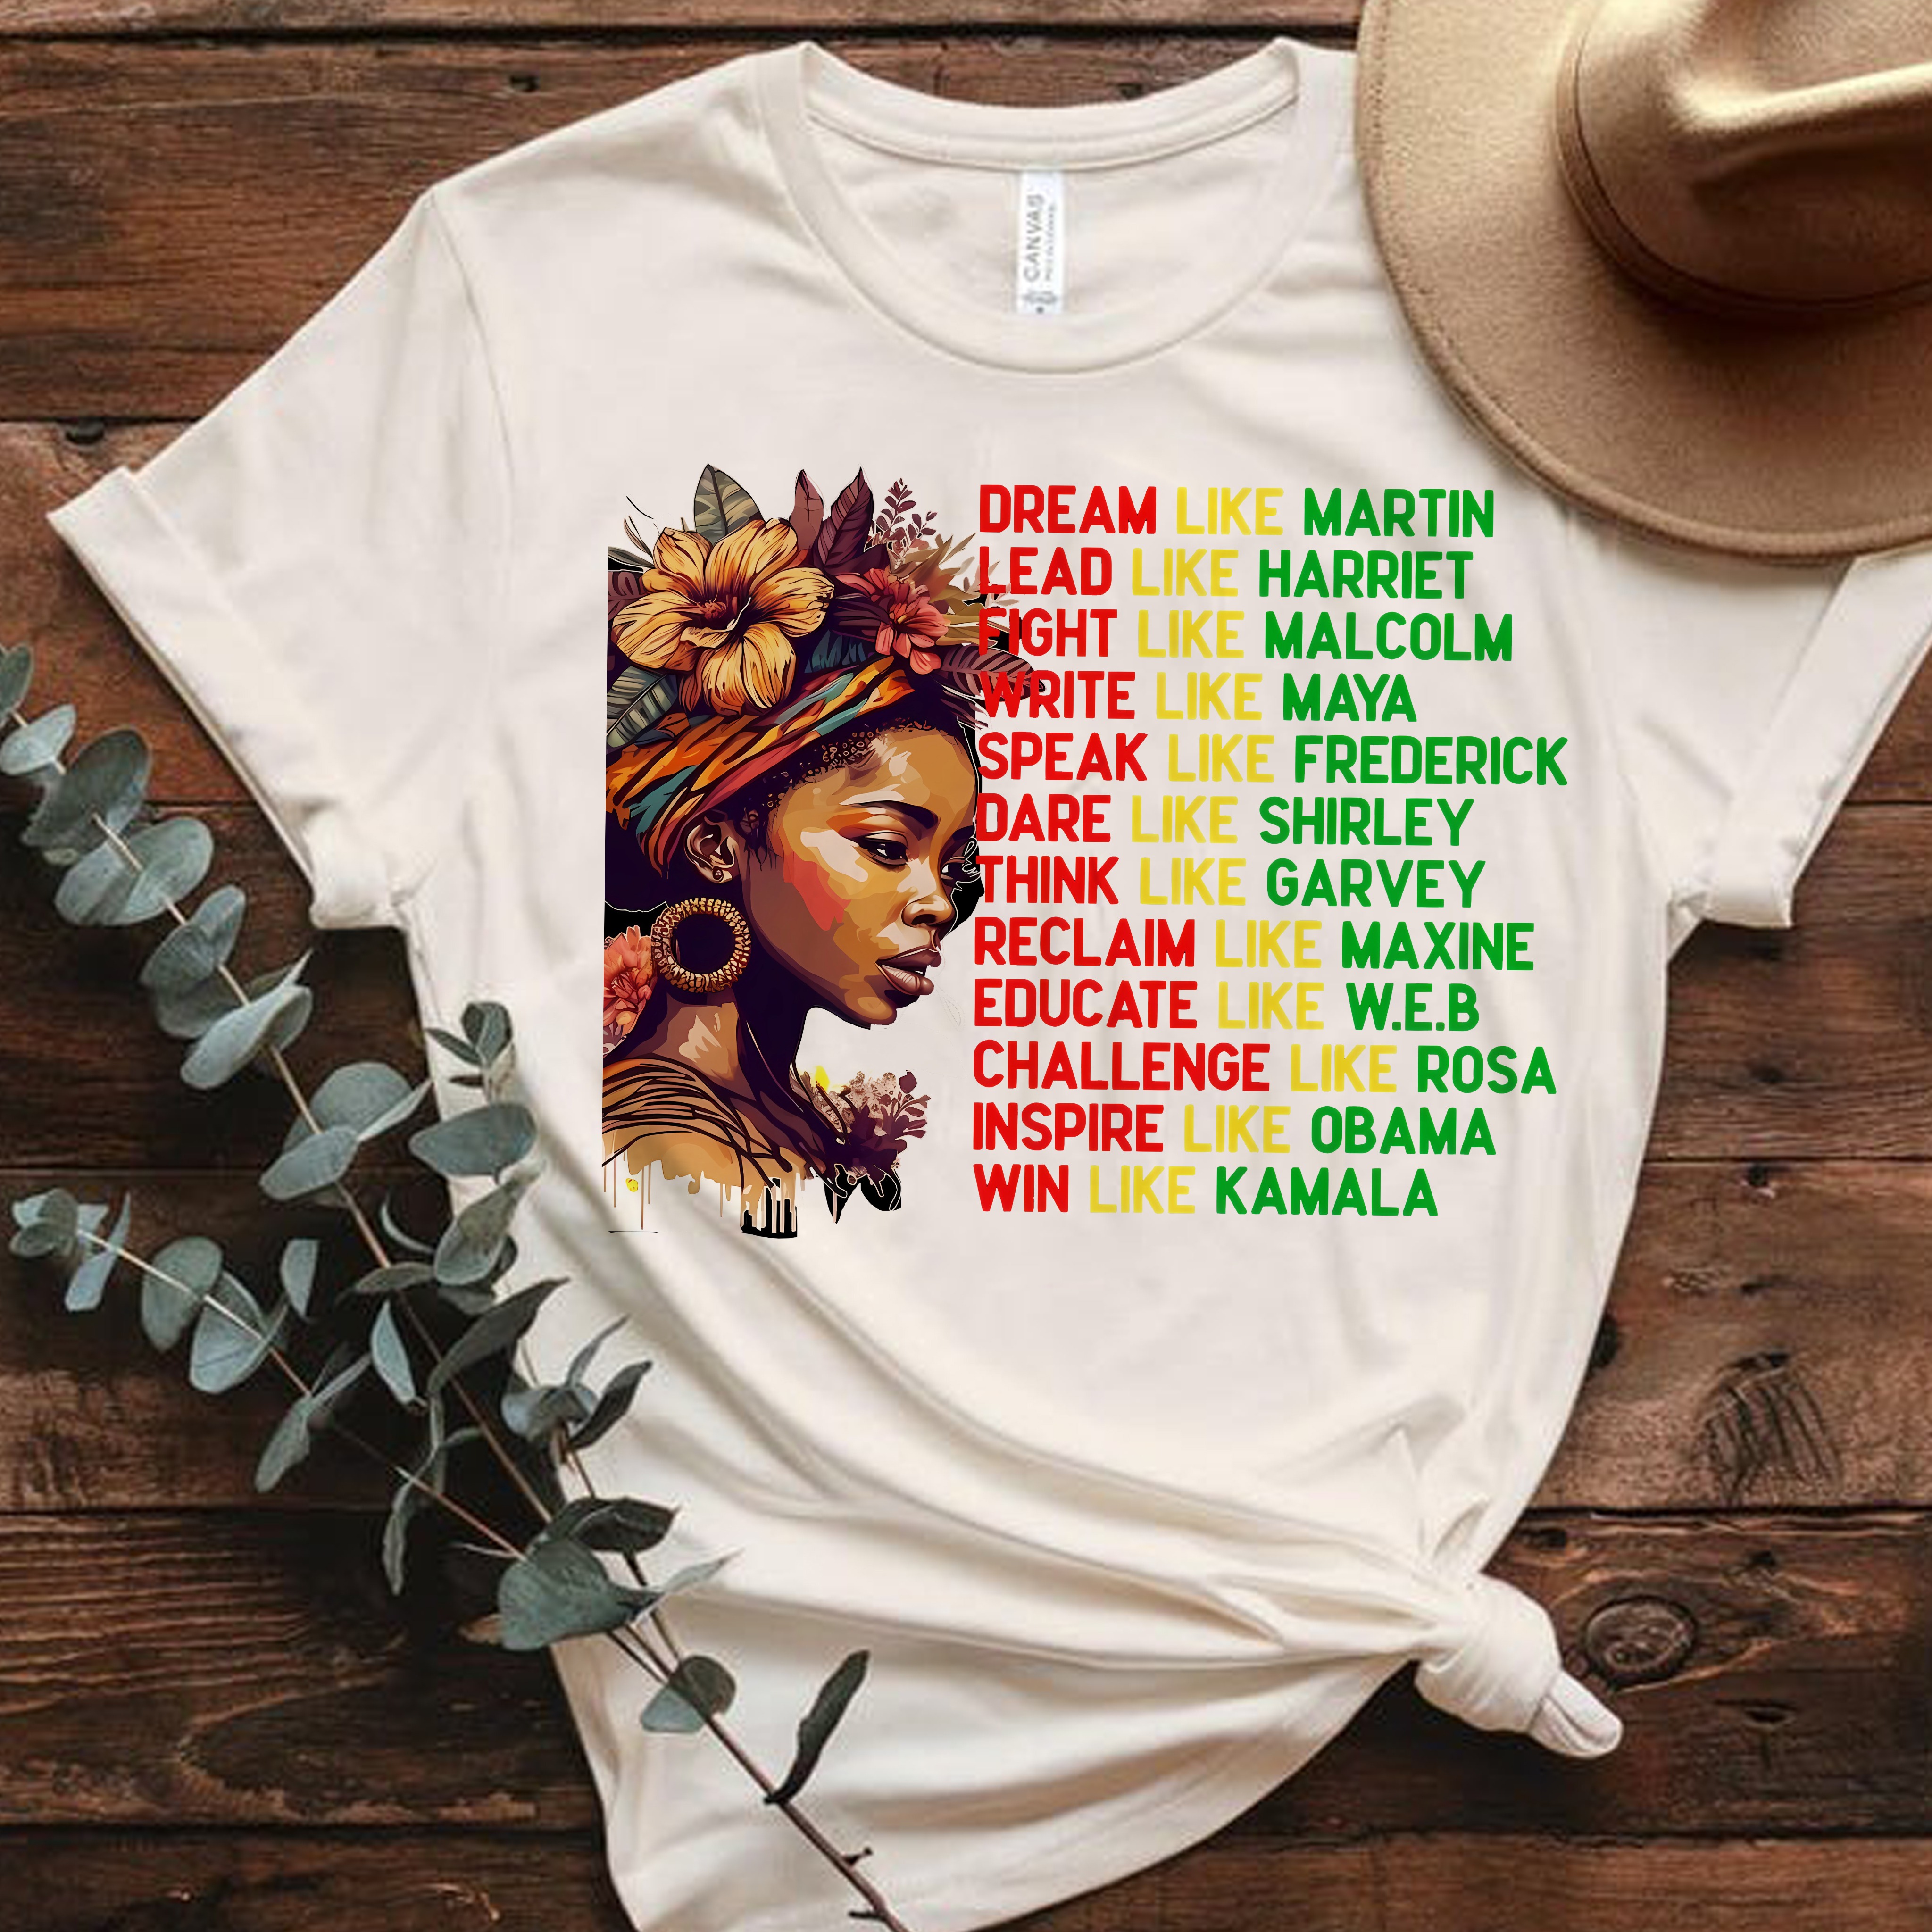 CANVAS
DREAM LIKE MARTIN
LEAD LIKE HARRIET
FIGHT LIKE MALCOLM
WRITE LIKE MAYA
SPEAK LIKE FREDERICK
DARE LIKE SHIRLEY
THINK LIKE GARVEY
RECLAIM LIKE MAXINE
EDUCATE LIKE W.E.B
CHALLENGE LIKE ROSA
INSPIRE LIKE OBAMA
WIN LIKE KAMALA